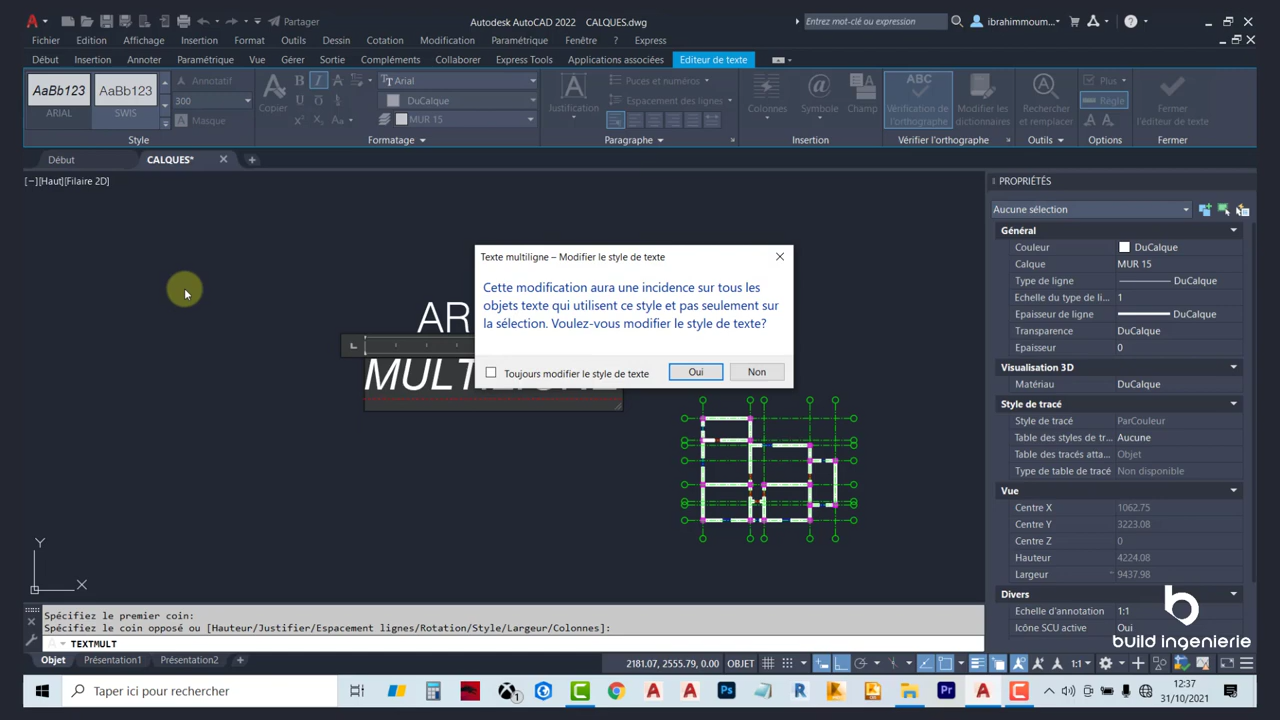 Partager
Autodesk AutoCAD 2022 CALQUES.dwg
Entrez mot-clé ou expression
ibrahimmoum...
Fichier Edition Affichage Insertion Format Outils Dessin Cotation Modification Paramétrique Fenêtre ? Express
Début Insertion Annoter Paramétrique Vue Gérer Sortie Compléments Collaborer Express Tools Applications associées Editeur de texte
AaBb123 ARIAL
AaBb123 SWIS
Annotatif
300
Masque
Style
Copier
B I A
U O
Aa
Arial
DuCalque
MUR 15
Formatage
Justification
Puces et numéros
Espacement des lignes
Paragraphe
Colonnes
Symbole
Champ
Insertion
ABC
Vérification de l'orthographe
Modifier les dictionnaires
Vérifier l'orthographe
Rechercher et remplacer
Outils
Plus
Règle
Options
Fermer l'éditeur de texte
Fermer
Début CALQUES*
[−][Haut][Filaire 2D]
AR
MULTILIGNE
Texte multiligne – Modifier le style de texte
Cette modification aura une incidence sur tous les
objets texte qui utilisent ce style et pas seulement sur
la sélection. Voulez-vous modifier le style de texte?
Toujours modifier le style de texte
Oui Non
Y
X
PROPRIÉTÉS
Aucune sélection
Général
Couleur DuCalque
Calque MUR 15
Type de ligne DuCalque
Echelle du type de li... 1
Epaisseur de ligne DuCalque
Transparence DuCalque
Epaisseur 0
Visualisation 3D
Matériau DuCalque
Style de tracé
Style de tracé ParCouleur
Table des styles de tr... Aucune
Table des tracés atta... Objet
Type de table de tracé Non disponible
Vue
Centre X 1062.75
Centre Y 3223.08
Centre Z 0
Hauteur 4224.08
Largeur 9437.98
Divers
Echelle d'annotation 1:1
Icône SCU active Oui
build ingenierie
Spécifiez le premier coin:
Spécifiez le coin opposé ou [Hauteur/Justifier/Espacement lignes/Rotation/Style/Largeur/Colonnes]:
TEXTMULT
Objet Présentation1 Présentation2
2181.07, 2555.79, 0.00 OBJET
1:1
Taper ici pour rechercher
12:37
31/10/2021